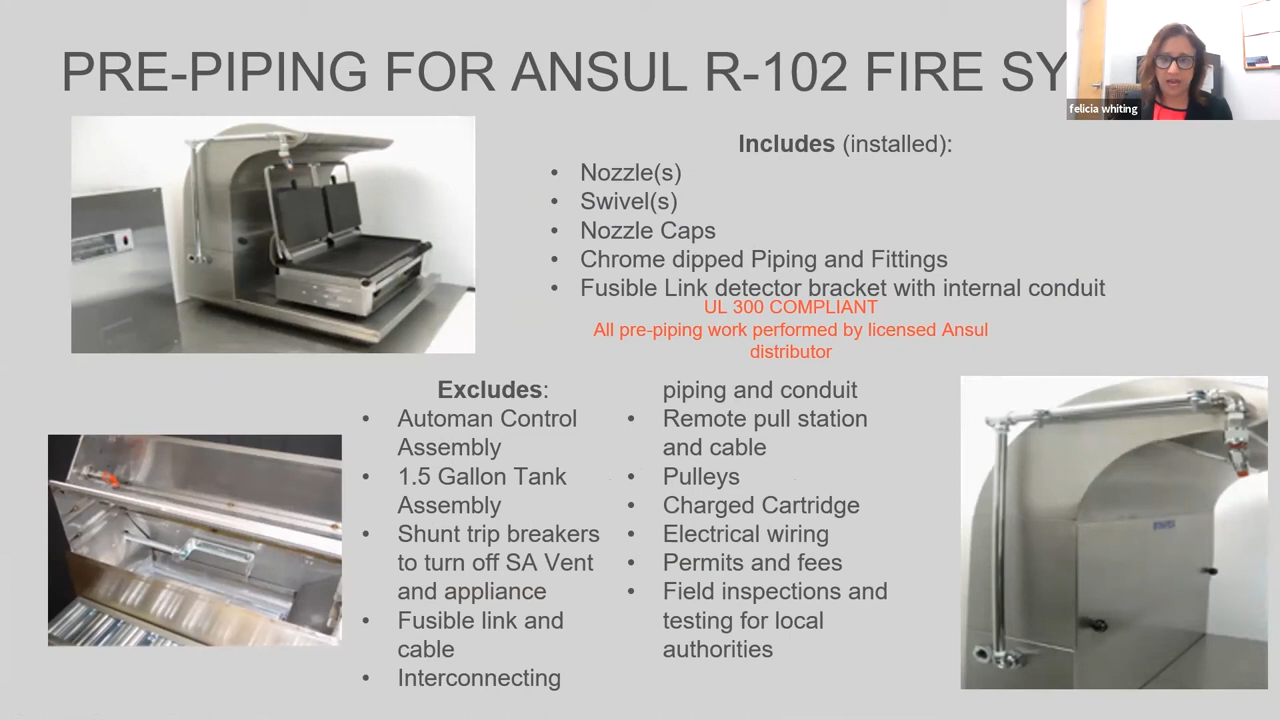 PRE-PIPING FOR ANSUL R-102 FIRE SY
felicia whiting
Includes (installed):
• Nozzle(s)
• Swivel(s)
• Nozzle Caps
• Chrome dipped Piping and Fittings
• Fusible Link detector bracket with internal conduit
UL 300 COMPLIANT
All pre-piping work performed by licensed Ansul
distributor
Excludes:
• Automan Control
Assembly
• 1.5 Gallon Tank
Assembly
• Shunt trip breakers
to turn off SA Vent
and appliance
• Fusible link and
cable
• Interconnecting
piping and conduit
• Remote pull station
and cable
• Pulleys
• Charged Cartridge
• Electrical wiring
• Permits and fees
• Field inspections and
testing for local
authorities